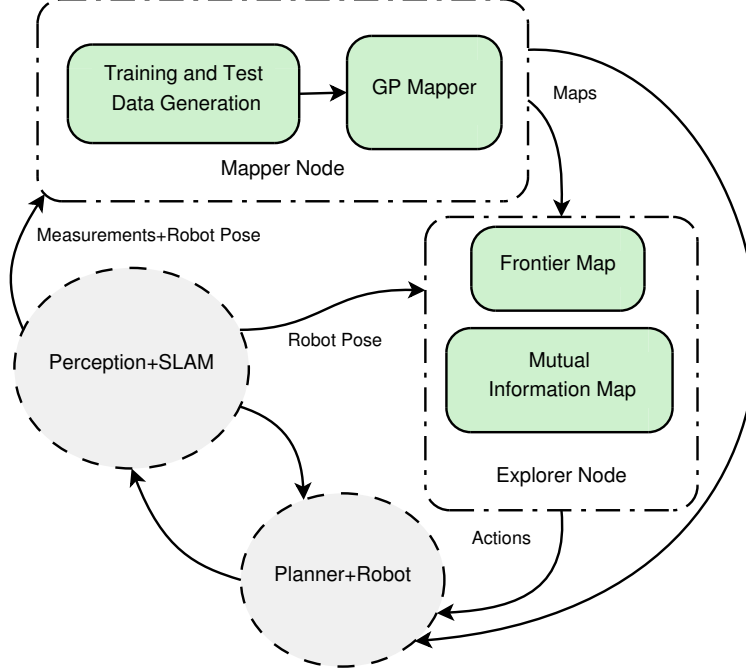 Training and Test
Data Generation
GP Mapper
Mapper Node
Maps
Measurements+Robot Pose
Frontier Map
Robot Pose
Perception+SLAM
Mutual
Information Map
Explorer Node
Actions
Planner+Robot